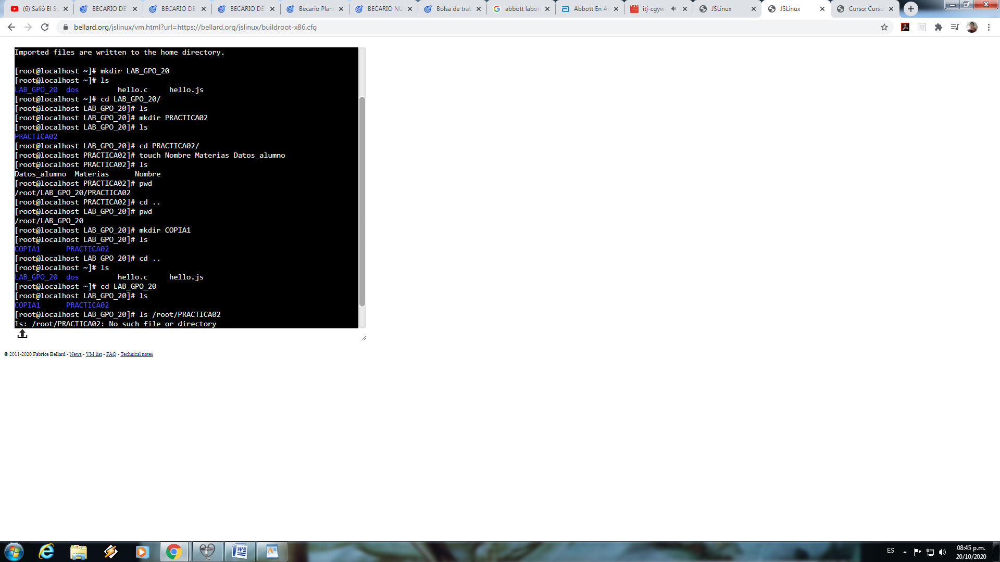 (6) Salió El So
BECARIO DE
BECARIO DE
BECARIO DE
Becario Plan
BECARIO NU
Bolsa de trab
abbott labor
Abbott En Ar
itj-cgyw-
JSLinux
JSLinux
Curso: Curso
bellard.org/jslinux/vm.html?url=https://bellard.org/jslinux/buildroot-x86.cfg
Imported files are written to the home directory.
[root@localhost ~]# mkdir LAB_GPO_20
[root@localhost ~]# ls
LAB_GPO_20  dos         hello.c     hello.js
[root@localhost ~]# cd LAB_GPO_20/
[root@localhost LAB_GPO_20]# ls
[root@localhost LAB_GPO_20]# mkdir PRACTICA02
[root@localhost LAB_GPO_20]# ls
PRACTICA02
[root@localhost LAB_GPO_20]# cd PRACTICA02/
[root@localhost PRACTICA02]# touch Nombre Materias Datos_alumno
[root@localhost PRACTICA02]# ls
Datos_alumno  Materias      Nombre
[root@localhost PRACTICA02]# pwd
/root/LAB_GPO_20/PRACTICA02
[root@localhost PRACTICA02]# cd ..
[root@localhost LAB_GPO_20]# pwd
/root/LAB_GPO_20
[root@localhost LAB_GPO_20]# mkdir COPIA1
[root@localhost LAB_GPO_20]# ls
COPIA1      PRACTICA02
[root@localhost LAB_GPO_20]# cd ..
[root@localhost ~]# ls
LAB_GPO_20  dos         hello.c     hello.js
[root@localhost ~]# cd LAB_GPO_20
[root@localhost LAB_GPO_20]# ls
COPIA1      PRACTICA02
[root@localhost LAB_GPO_20]# ls /root/PRACTICA02
ls: /root/PRACTICA02: No such file or directory
© 2011-2020 Fabrice Bellard - News - VM list - FAQ - Technical notes
ES
08:45 p.m.
20/10/2020